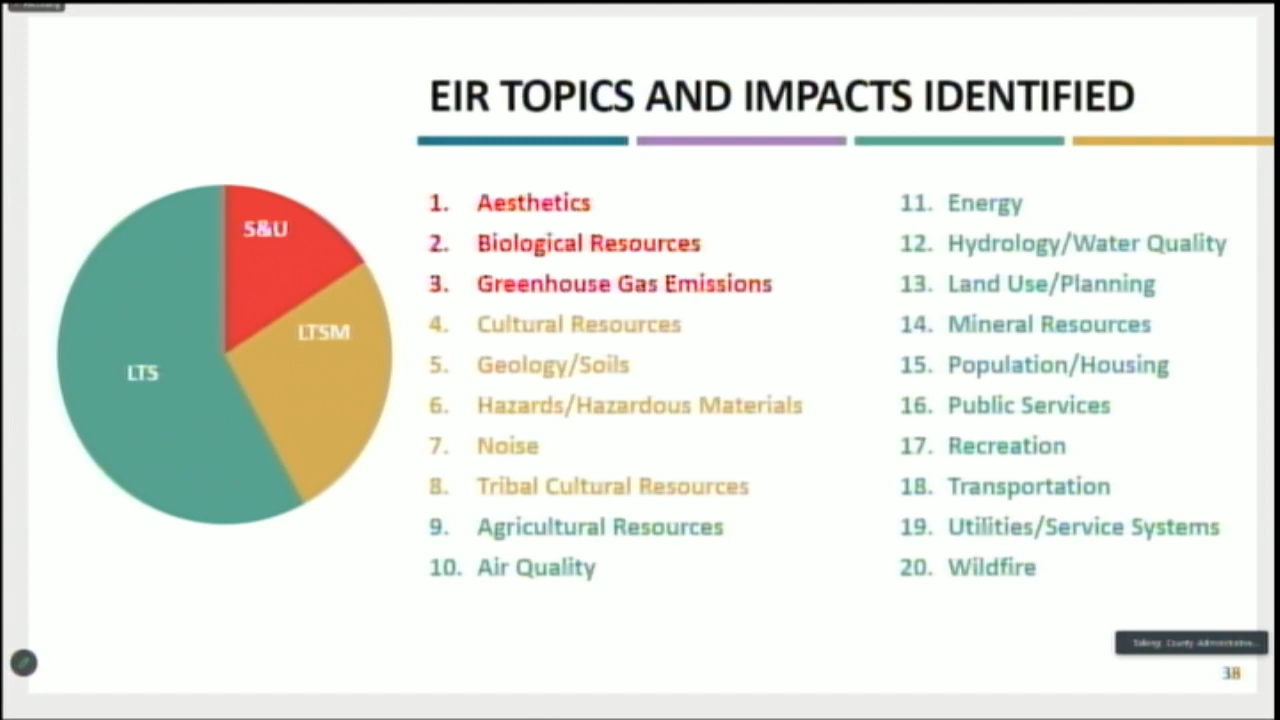 EIR TOPICS AND IMPACTS IDENTIFIED
S&U
LTSM
LTS
1. Aesthetics
2. Biological Resources
3. Greenhouse Gas Emissions
4. Cultural Resources
5. Geology/Soils
6. Hazards/Hazardous Materials
7. Noise
8. Tribal Cultural Resources
9. Agricultural Resources
10. Air Quality
11. Energy
12. Hydrology/Water Quality
13. Land Use/Planning
14. Mineral Resources
15. Population/Housing
16. Public Services
17. Recreation
18. Transportation
19. Utilities/Service Systems
20. Wildfire
Talking: County Administrative...
38